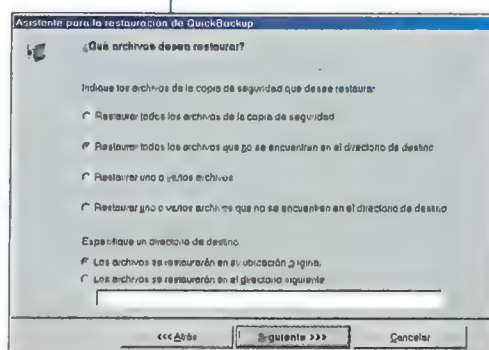 Asistente para la restauración de QuickBackup
¿Qué archivos desea restaurar?
Indique los archivos de la copia de seguridad que desee restaurar
Restaurar todos los archivos de la copia de seguridad
Restaurar todos los archivos que no se encuentren en el directorio de destino
Restaurar uno o varios archivos
Restaurar uno o varios archivos que no se encuentren en el directorio de destino
Especifique un directorio de destino
Los archivos se restaurarán en su ubicación
Los archivos se restaurarán en el directorio siguiente
<<< Atrás
Siguiente >>>
Cancelar